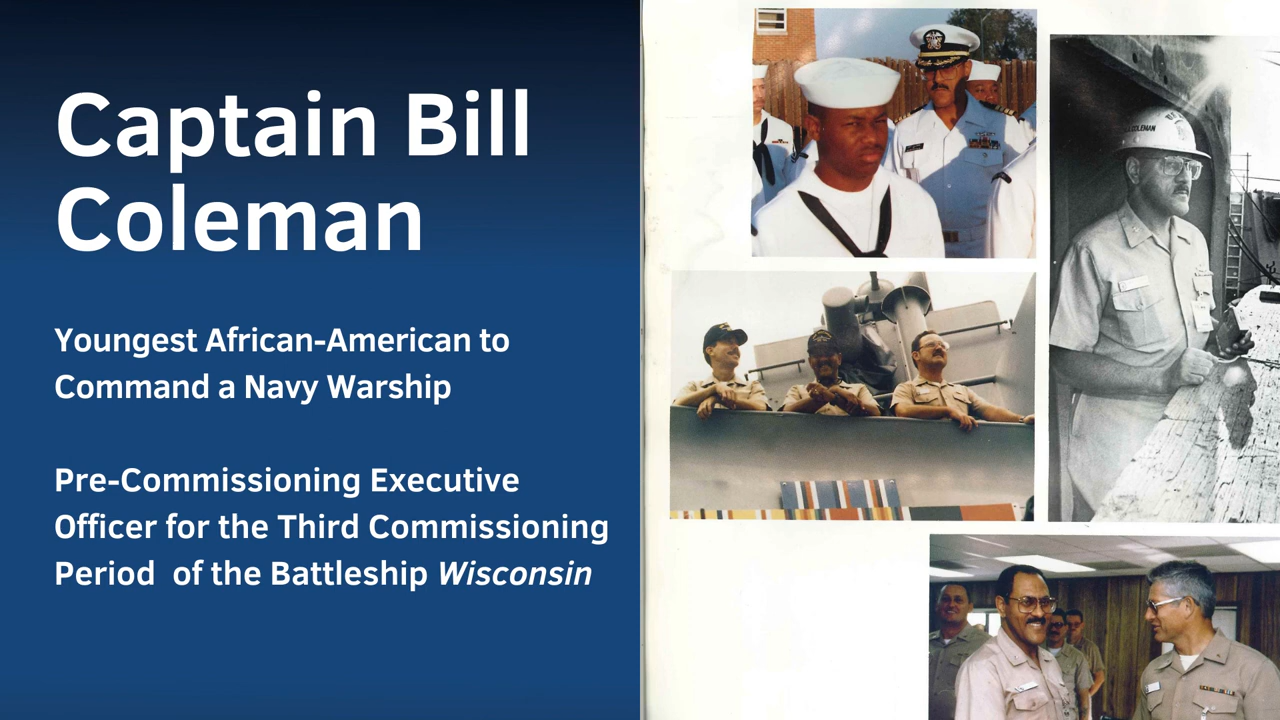 Captain Bill
Coleman
Youngest African-American to
Command a Navy Warship
Pre-Commissioning Executive
Officer for the Third Commissioning
Period of the Battleship Wisconsin
COLEMAN